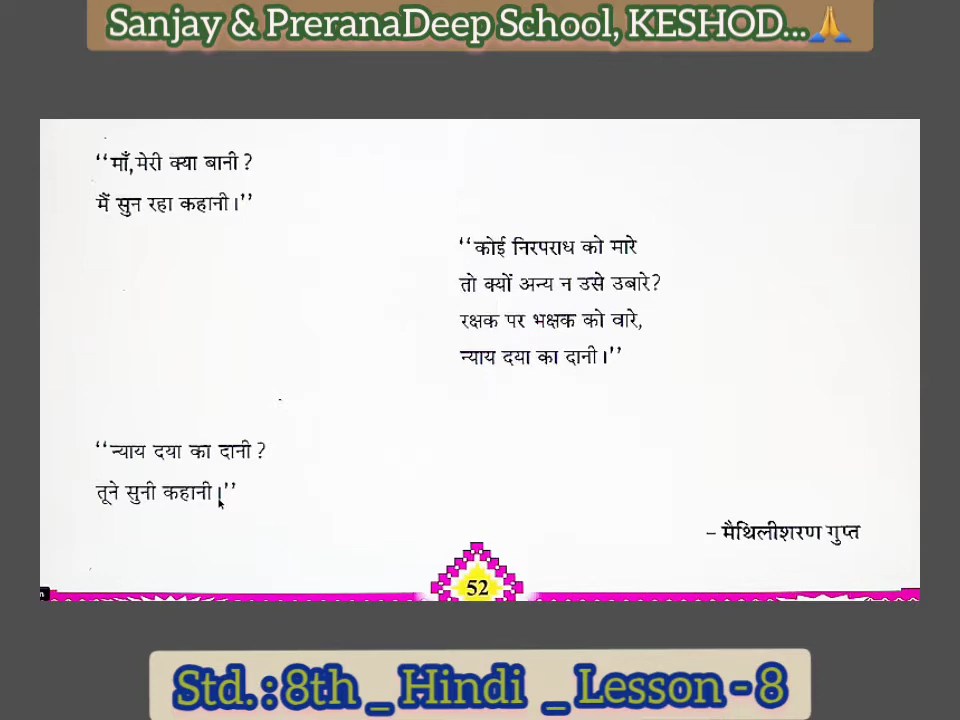 Sanjay & PreranaDeep School, KESHOD...🙏
‘‘माँ, मेरी क्या बानी ?
मैं सुन रहा कहानी।’’
‘‘कोई निरपराध को मारे
तो क्यों अन्य न उसे उबारे?
रक्षक पर भक्षक को वारे,
न्याय दया का दानी।’’
‘‘न्याय दया का दानी ?
तूने सुनी कहानी।’’
– मैथिलीशरण गुप्त
52
Std. : 8th _ Hindi _ Lesson - 8